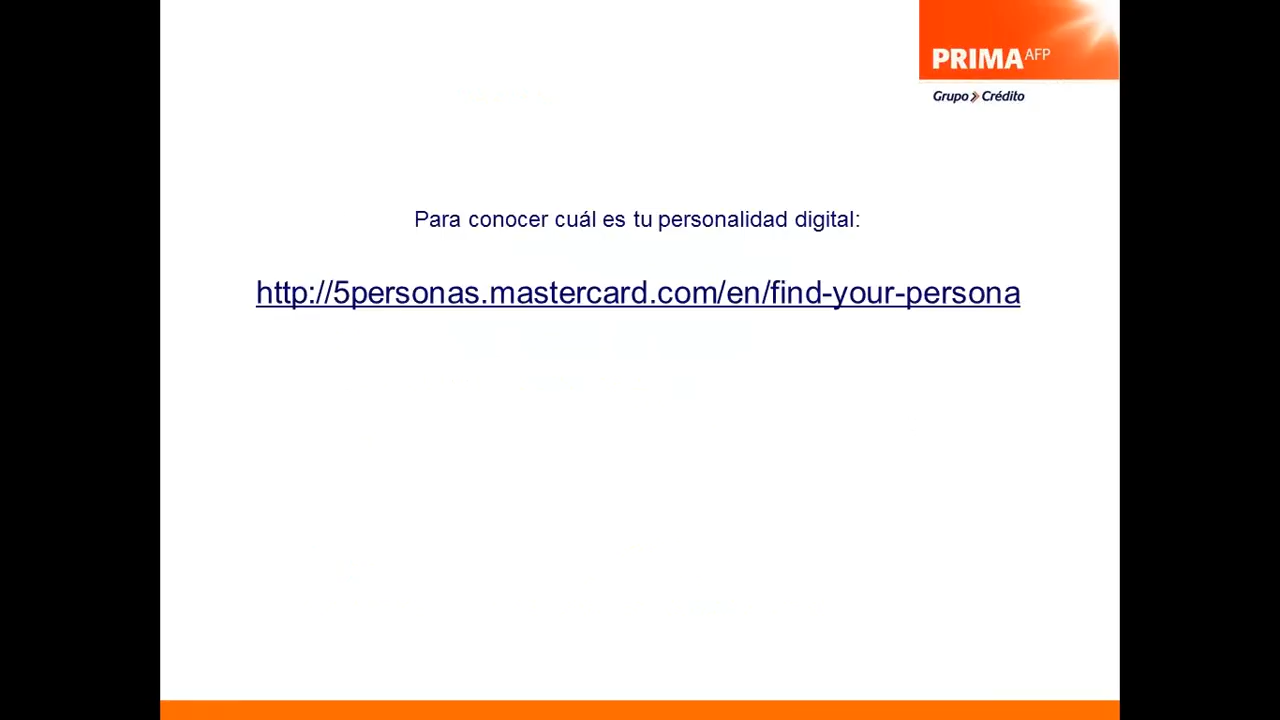 PRIMA AFP
Grupo Crédito
Para conocer cuál es tu personalidad digital:
http://5personas.mastercard.com/en/find-your-persona